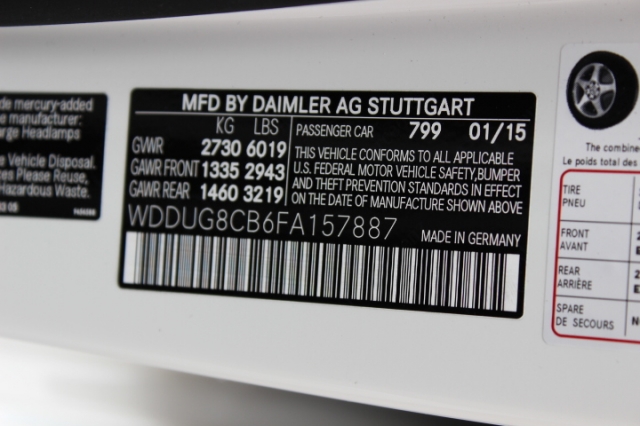 de mercury-added
manufacturer:
arge Headlamps
Vehicle Disposal.
ces Please Reuse,
Hazardous Waste.
MFD BY DAIMLER AG STUTTGART
KG LBS
GVWR 2730 6019
GAWR FRONT 1335 2943
GAWR REAR 1460 3219
PASSENGER CAR 799 01/15
THIS VEHICLE CONFORMS TO ALL APPLICABLE
U.S. FEDERAL MOTOR VEHICLE SAFETY,BUMPER
AND THEFT PREVENTION STANDARDS IN EFFECT
ON THE DATE OF MANUFACTURE SHOWN ABOVE
WDDUG8CB6FA157887
MADE IN GERMANY
The combine
Le poids total des
TIRE
PNEU
FRONT
AVANT
REAR
ARRIÈRE
SPARE
DE SECOURS